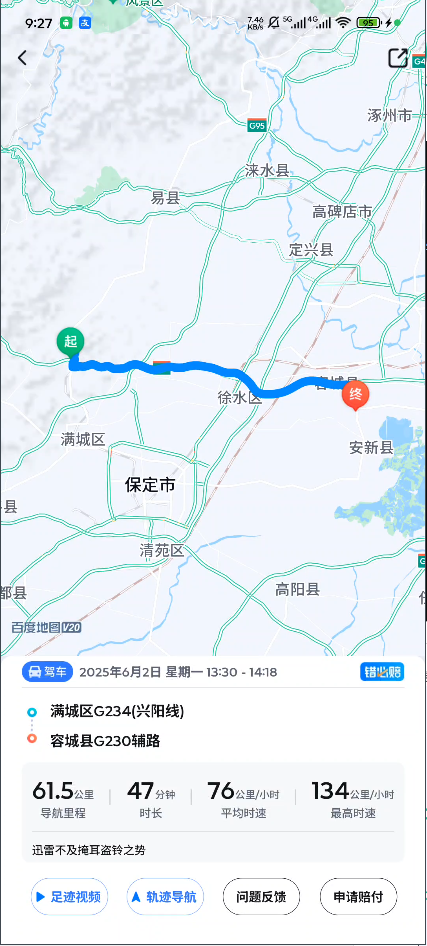 风景区
9:27
7.46
KB/s
5G
4G
95
G95
涿州市
涞水县
易县
高碑店市
定兴县
起
容城县
终
徐水区
满城区
安新县
保定市
清苑区
高阳县
百度地图V20
驾车 2025年6月2日 星期一 13:30 - 14:18
错必赔
满城区G234(兴阳线)
容城县G230辅路
61.5公里 47分钟 76公里/小时 134公里/小时
导航里程 时长 平均时速 最高时速
迅雷不及掩耳盗铃之势
足迹视频 轨迹导航 问题反馈 申请赔付